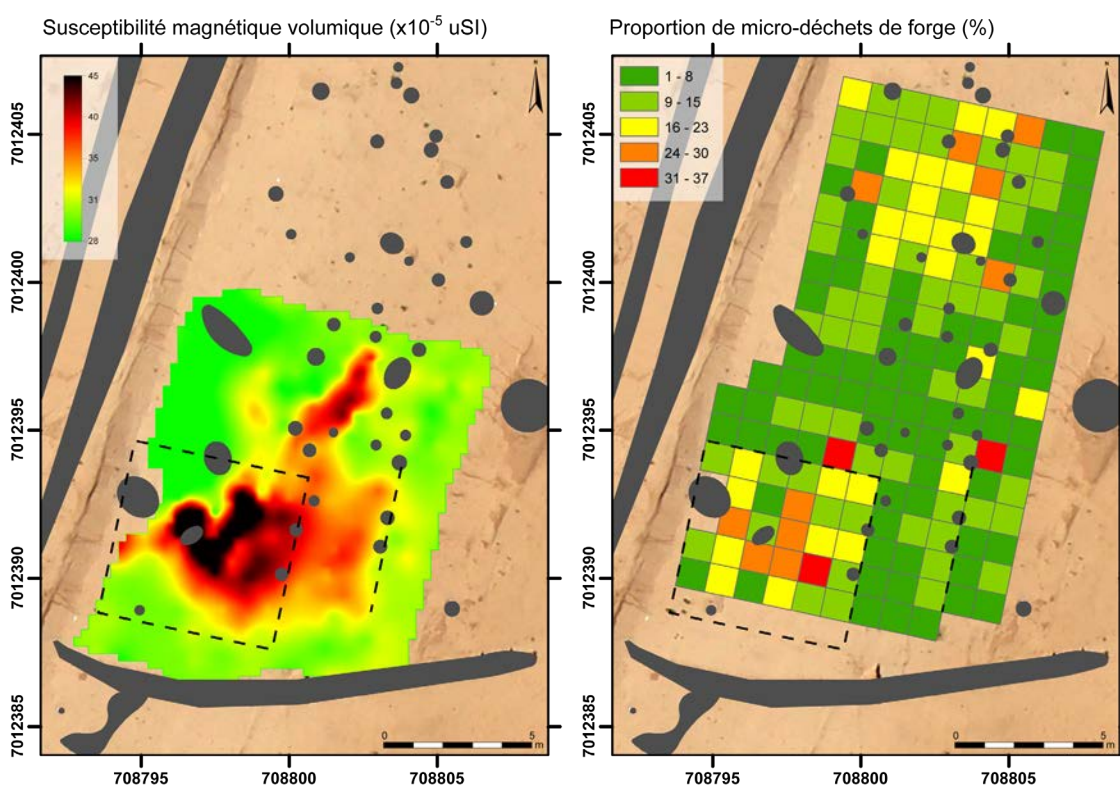 Susceptibilité magnétique volumique (x10-5 uSI)
45
40
35
31
28
7012405
7012400
7012395
7012390
7012385
708795
708800
708805
0
5
m
Proportion de micro-déchets de forge (%)
1 - 8
9 - 15
16 - 23
24 - 30
31 - 37
7012405
7012400
7012395
7012390
7012385
708795
708800
708805
0
5
m